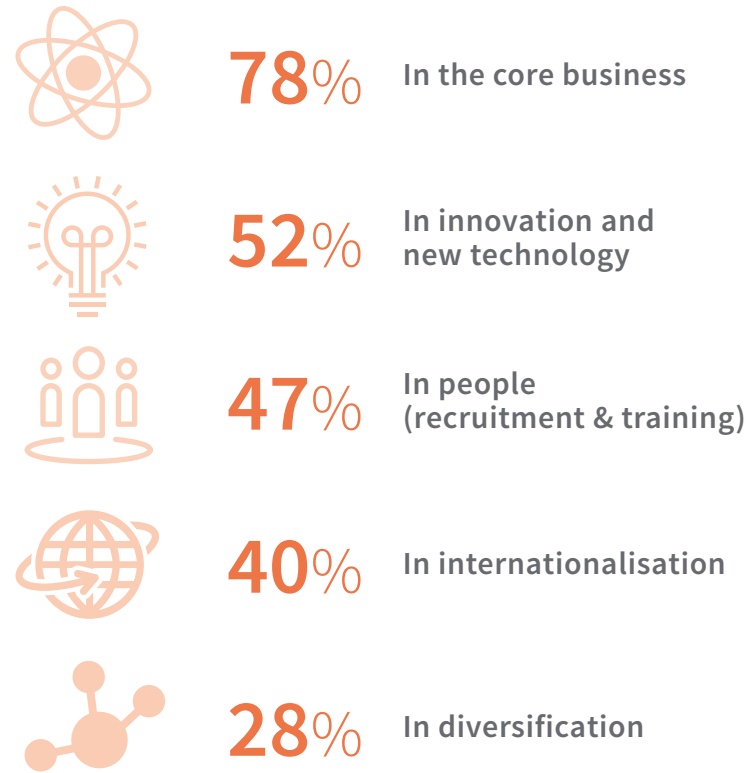 78% In the core business
52% In innovation and
new technology
47% In people
(recruitment & training)
40% In internationalisation
28% In diversification